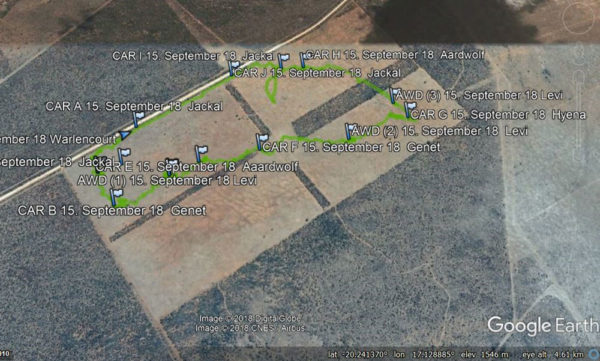 CAR I 15. September 18 Jackal
CAR H 15. September 18 Aardwolf
CAR J 15. September 18 Jackal
AWD (3) 15. September 18 Levi
CAR A 15. September 18 Jackal
CAR G 15. September 18 Hyena
September 18 Warlencourt
AWD (2) 15. September 18 Levi
CAR F 15. September 18 Genet
September 18 Jackal
CAR E 15. September 18 Aaardwolf
AWD (1) 15. September 18 Levi
CAR B 15. September 18 Genet
Image © 2018 DigitalGlobe
Image © 2018 CNES / Airbus
Google Earth
lat -20.241370° lon 17.128885° elev 1546 m eye alt 4.61 km